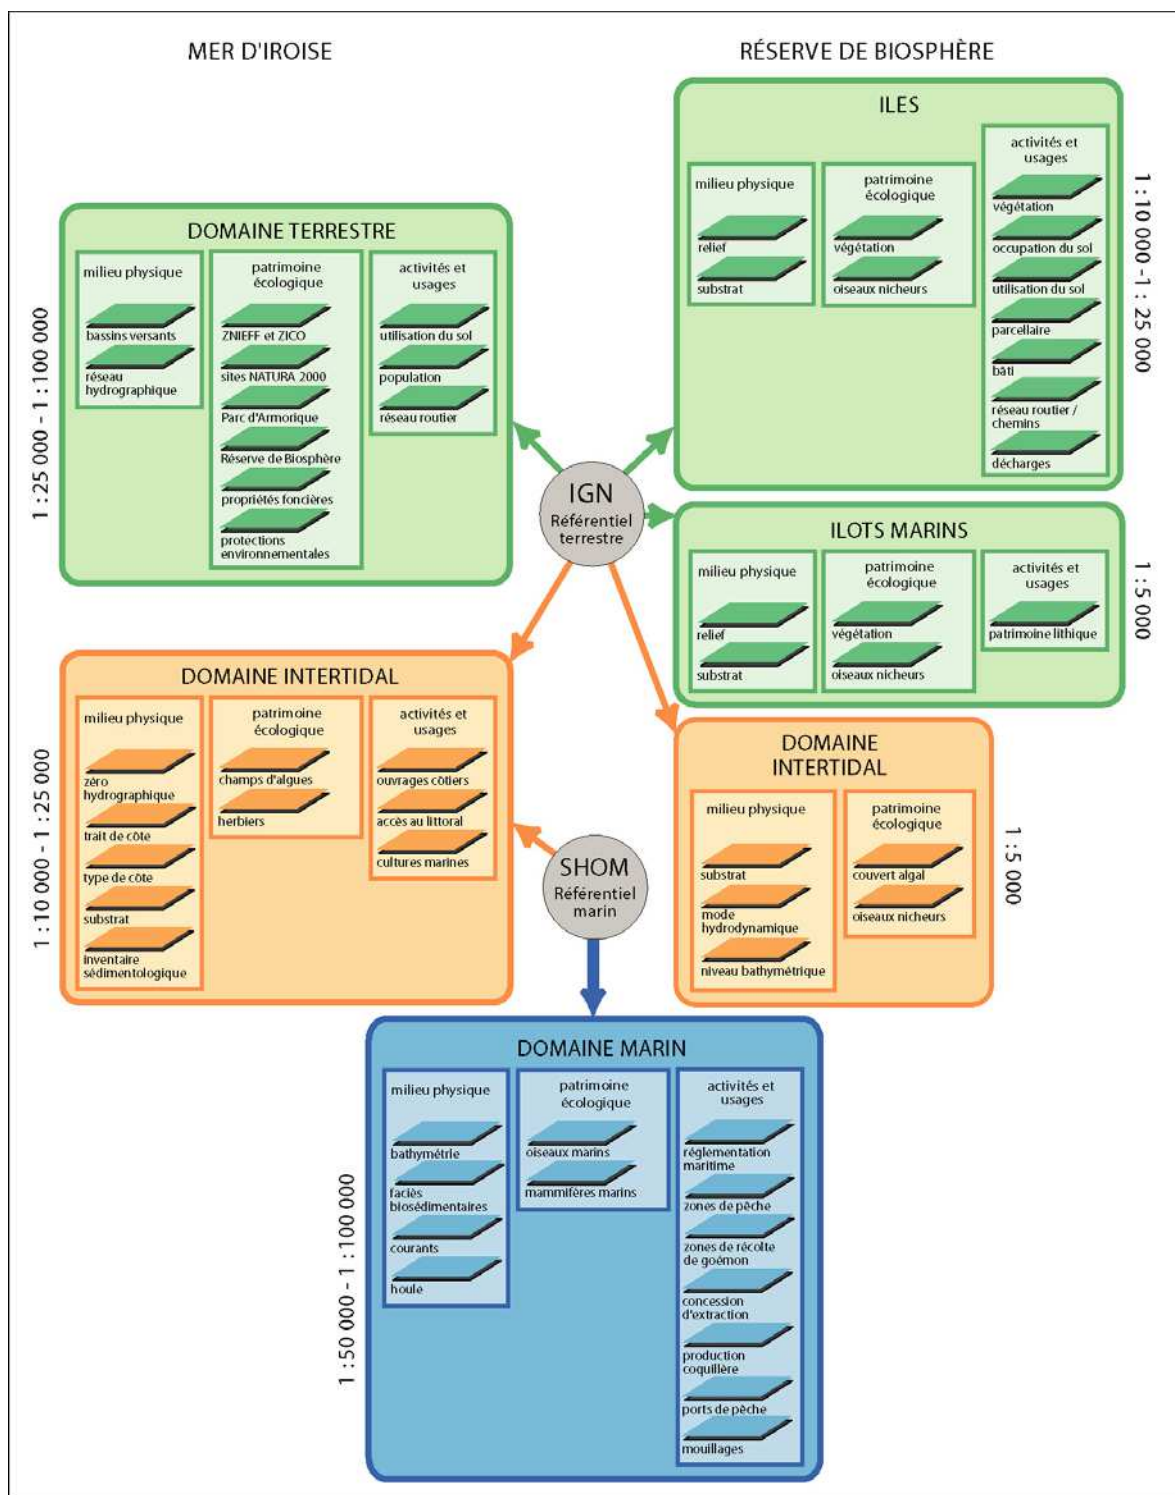 MER D'IROISE
RÉSERVE DE BIOSPHÈRE
ILES
milieu physique
relief
substrat
patrimoine
écologique
végétation
oiseaux nicheurs
activités et
usages
végétation
occupation du sol
utilisation du sol
parcellaire
bâti
réseau routier /
chemins
décharges
1 : 10 000 -1 : 25 000
DOMAINE TERRESTRE
milieu physique
bassins versants
réseau
hydrographique
patrimoine
écologique
ZNIEFF et ZICO
sites NATURA 2000
Parc d'Armorique
Réserve de Biosphère
propriétés foncières
protections
environnementales
activités et
usages
utilisation du sol
population
réseau routier
1 :25 000 - 1 :100 000
IGN
Référentiel
terrestre
ILOTS MARINS
milieu physique
relief
substrat
patrimoine
écologique
végétation
oiseaux nicheurs
activités et
usages
patrimoine lithique
1 : 5 000
DOMAINE INTERTIDAL
milieu physique
zéro
hydrographique
trait de côte
type de côte
substrat
inventaire
sédimentologique
patrimoine
écologique
champs d'algues
herbiers
activités et
usages
ouvrages côtiers
accès au littoral
cultures marines
1 :10 000 - 1 :25 000
SHOM
Référentiel
marin
DOMAINE
INTERTIDAL
milieu physique
substrat
mode
hydrodynamique
niveau bathymétrique
patrimoine
écologique
couvert algal
oiseaux nicheurs
1 : 5 000
DOMAINE MARIN
milieu physique
bathymétrie
faciès
biosédimentaires
courants
houle
patrimoine
écologique
oiseaux marins
mammifères marins
activités et
usages
réglementation
maritime
zones de pêche
zones de récolte
de goémon
concession
d'extraction
production
coquillère
ports de pêche
mouillages
1 :50 000 - 1 :100 000